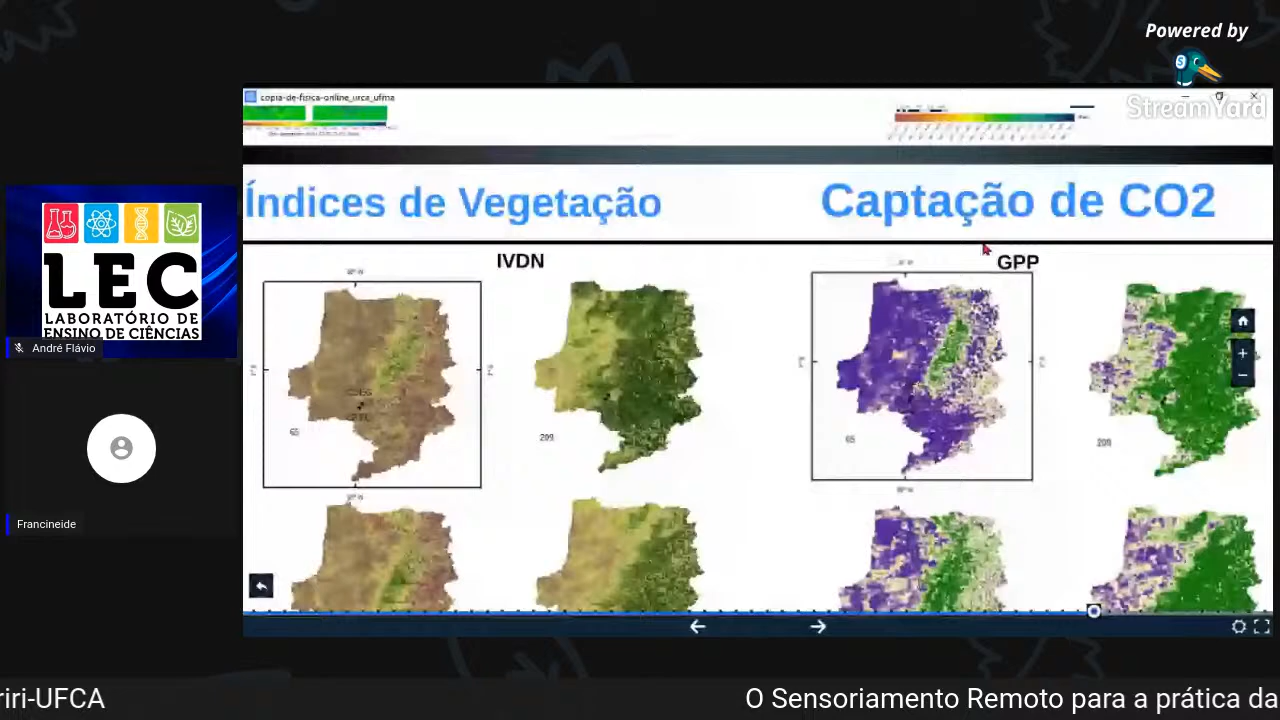 Powered by
StreamYard
copia-de-fisica-online_urca_ufma
Índices de Vegetação
Captação de CO2
IVDN
GPP
65
209
65
209
LEC
LABORATÓRIO DE
ENSINO DE CIÊNCIAS
André Flávio
Francineide
riri-UFCA
O Sensoriamento Remoto para a prática da